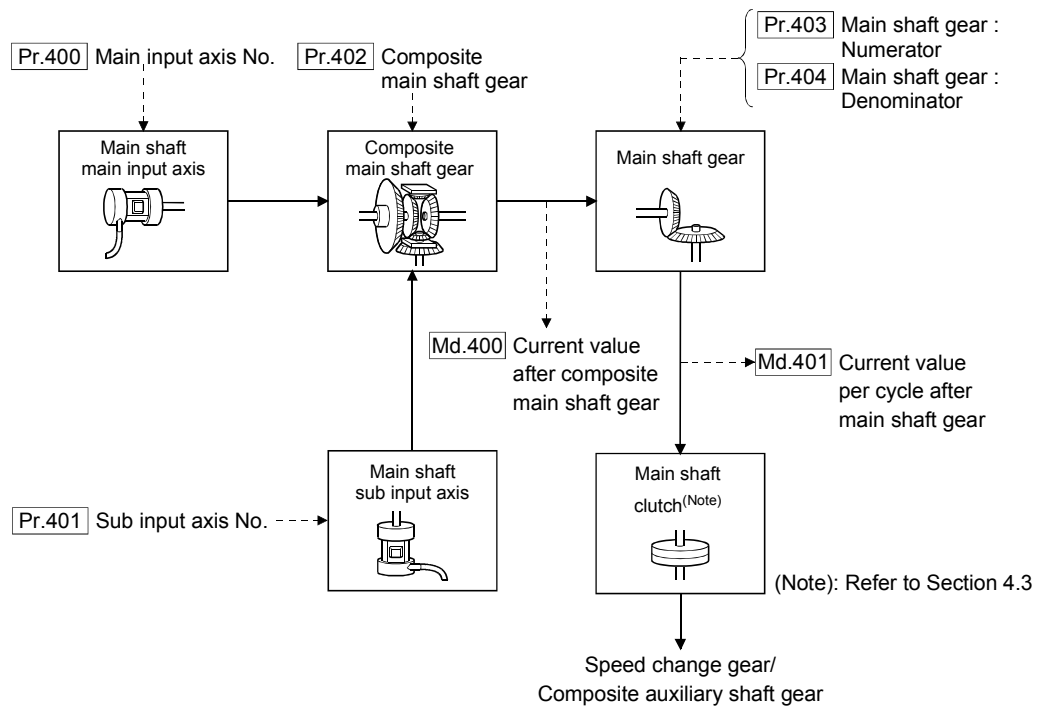 Pr.400 Main input axis No.
Pr.402 Composite
main shaft gear
Pr.403 Main shaft gear :
Numerator
Pr.404 Main shaft gear :
Denominator
Main shaft
main input axis
Composite
main shaft gear
Main shaft gear
Md.400 Current value
after composite
main shaft gear
Md.401 Current value
per cycle after
main shaft gear
Main shaft
sub input axis
Pr.401 Sub input axis No.
Main shaft
clutch(Note)
(Note): Refer to Section 4.3
Speed change gear/
Composite auxiliary shaft gear